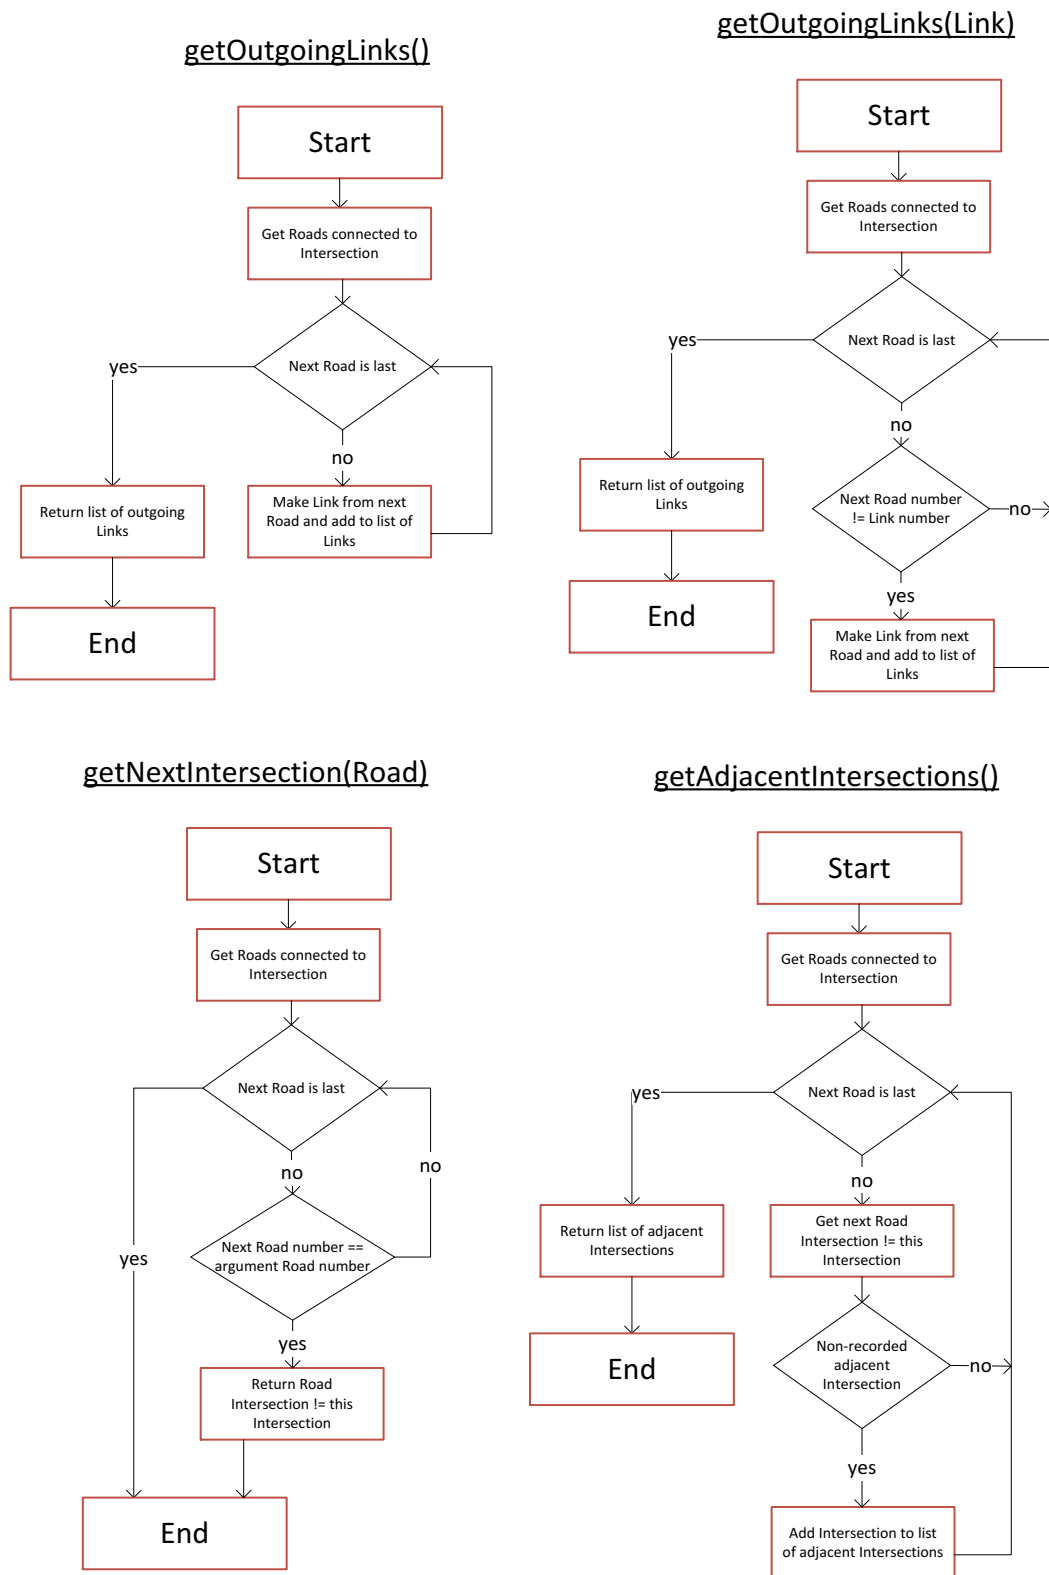 getOutgoingLinks()
Start
Get Roads connected to
Intersection
Next Road is last
yes
no
Return list of outgoing
Links
Make Link from next
Road and add to list of
Links
End
getOutgoingLinks(Link)
Start
Get Roads connected to
Intersection
Next Road is last
yes
no
Return list of outgoing
Links
Next Road number
!= Link number
no
yes
End
Make Link from next
Road and add to list of
Links
getNextIntersection(Road)
Start
Get Roads connected to
Intersection
Next Road is last
no
no
Next Road number ==
argument Road number
yes
yes
Return Road
Intersection != this
Intersection
End
getAdjacentIntersections()
Start
Get Roads connected to
Intersection
Next Road is last
yes
no
Return list of adjacent
Intersections
Get next Road
Intersection != this
Intersection
End
Non-recorded
adjacent
Intersection
no
yes
Add Intersection to list
of adjacent Intersections